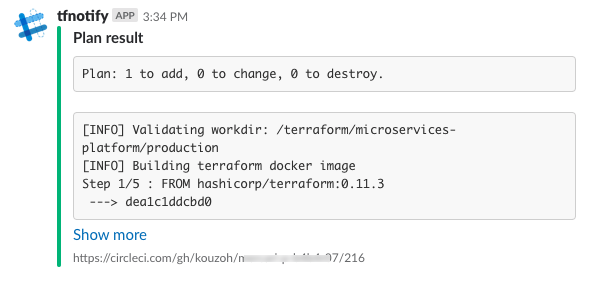 tfnotify APP 3:34 PM
Plan result
Plan: 1 to add, 0 to change, 0 to destroy.
[INFO] Validating workdir: /terraform/microservices-
platform/production
[INFO] Building terraform docker image
Step 1/5 : FROM hashicorp/terraform:0.11.3
---> dea1c1ddcbd0
Show more
https://circleci.com/gh/kouzoh/ 7/216